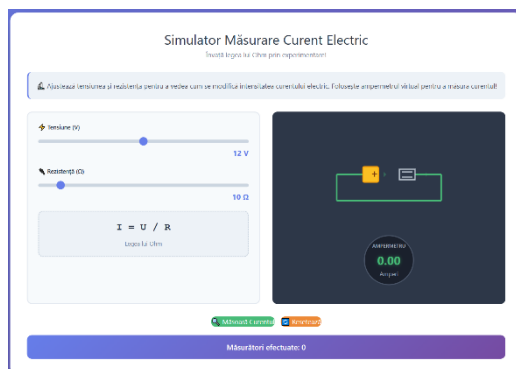 Simulator Măsurare Curent Electric
Învață legea lui Ohm prin experimentare!
Ajustează tensiunea și rezistența pentru a vedea cum se modifică intensitatea curentului electric. Folosește ampermetrul virtual pentru a măsura curentul!
Tensiune (V)
12 V
Rezistență (Ω)
10 Ω
I = U / R
Legea lui Ohm
+
AMPERMETRU
0.00
Amperi
Măsoară Curentul
Resetează
Măsurători efectuate: 0